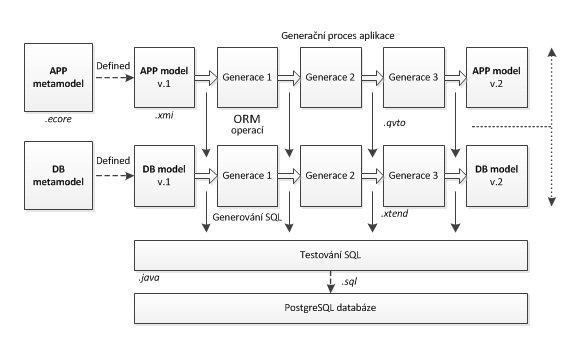 Generační proces aplikace
APP
metamodel
Defined
APP model
v.1
Generace 1
Generace 2
Generace 3
APP model
v.2
.ecore
.xmi
ORM
operací
.qvto
DB
metamodel
Defined
DB model
v.1
Generace 1
Generace 2
Generace 3
DB model
v.2
Generování SQL
.xtend
Testování SQL
.java
.sql
PostgreSQL databáze